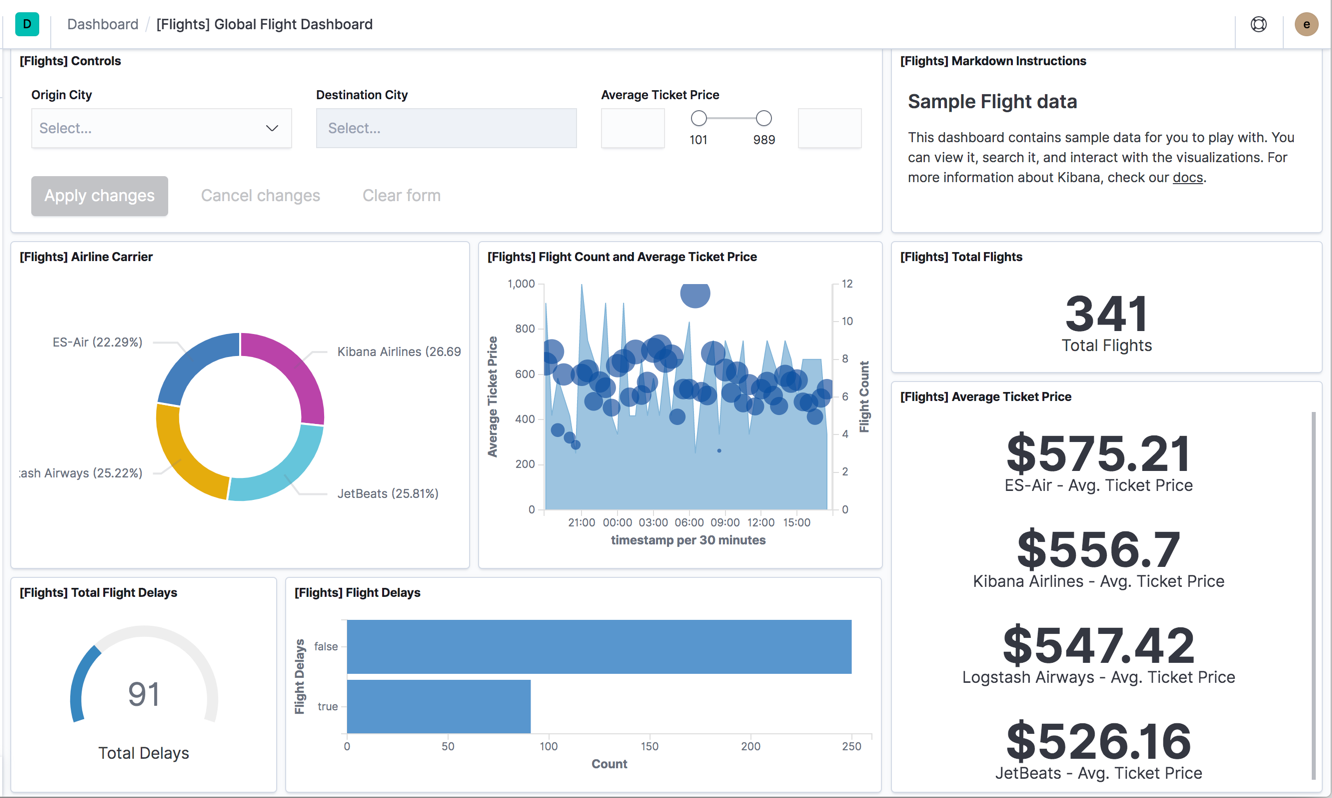 D
Dashboard / [Flights] Global Flight Dashboard
e
[Flights] Controls
Origin City
Destination City
Average Ticket Price
Select...
Select...
101
989
Apply changes
Cancel changes
Clear form
[Flights] Markdown Instructions
Sample Flight data
This dashboard contains sample data for you to play with. You
can view it, search it, and interact with the visualizations. For
more information about Kibana, check our docs.
[Flights] Airline Carrier
ES-Air (22.29%)
Kibana Airlines (26.69
tash Airways (25.22%)
JetBeats (25.81%)
[Flights] Flight Count and Average Ticket Price
Average Ticket Price
1,000
800
600
400
200
0
12
10
8
6
4
2
0
Flight Count
21:00
00:00
03:00
06:00
09:00
12:00
15:00
timestamp per 30 minutes
[Flights] Total Flights
341
Total Flights
[Flights] Average Ticket Price
$575.21
ES-Air - Avg. Ticket Price
$556.7
Kibana Airlines - Avg. Ticket Price
$547.42
Logstash Airways - Avg. Ticket Price
$526.16
JetBeats - Avg. Ticket Price
[Flights] Total Flight Delays
91
Total Delays
[Flights] Flight Delays
Flight Delays
false
true
0
50
100
150
200
250
Count